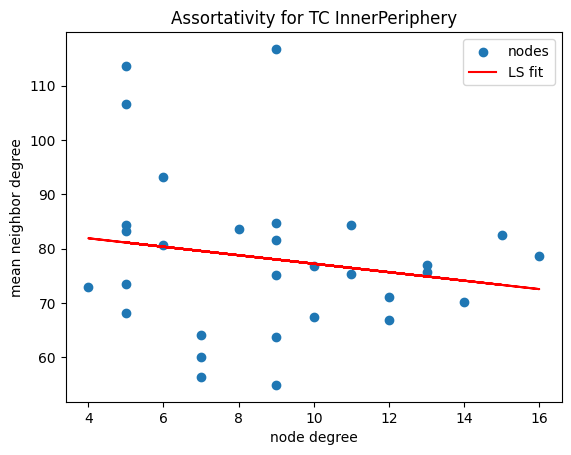 Assortativity for TC InnerPeriphery
nodes
LS fit
mean neighbor degree
110
100
90
80
70
60
4
6
8
10
12
14
16
node degree